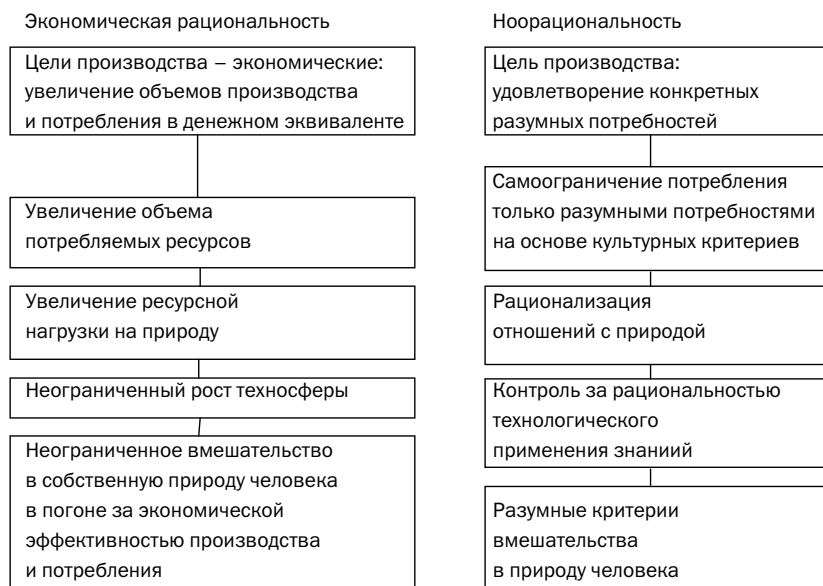 Экономическая рациональность
Цели производства – экономические:
увеличение объемов производства
и потребления в денежном эквиваленте
Увеличение объема
потребляемых ресурсов
Увеличение ресурсной
нагрузки на природу
Неограниченный рост техносферы
Неограниченное вмешательство
в собственную природу человека
в погоне за экономической
эффективностью производства
и потребления
Ноорациональность
Цель производства:
удовлетворение конкретных
разумных потребностей
Самоограничение потребления
только разумными потребностями
на основе культурных критериев
Рационализация
отношений с природой
Контроль за рациональностью
технологического
применения знаниий
Разумные критерии
вмешательства
в природу человека